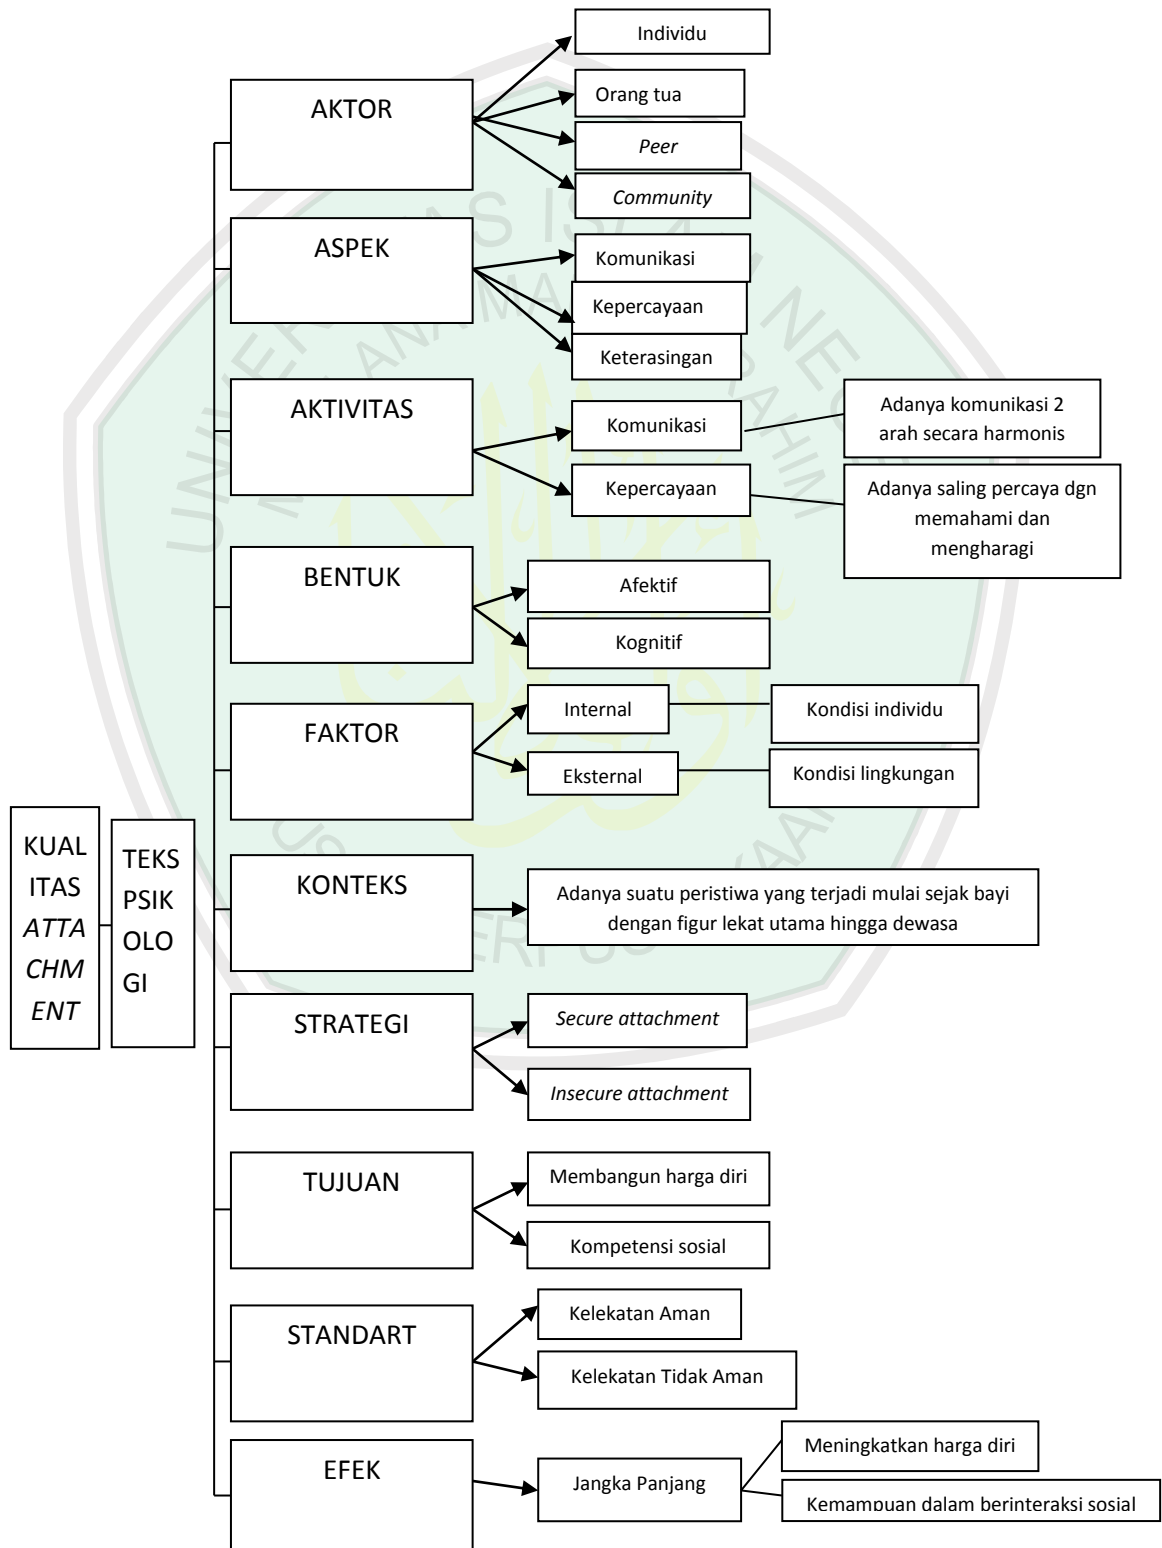 KUAL
ITAS
ATTA
CHM
ENT
TEKS
PSIK
OLO
GI
AKTOR
Individu
Orang tua
Peer
Community
ASPEK
Komunikasi
Kepercayaan
Keterasingan
AKTIVITAS
Komunikasi
Adanya komunikasi 2
arah secara harmonis
Kepercayaan
Adanya saling percaya dgn
memahami dan
mengharagi
BENTUK
Afektif
Kognitif
FAKTOR
Internal
Kondisi individu
Eksternal
Kondisi lingkungan
KONTEKS
Adanya suatu peristiwa yang terjadi mulai sejak bayi
dengan figur lekat utama hingga dewasa
STRATEGI
Secure attachment
Insecure attachment
TUJUAN
Membangun harga diri
Kompetensi sosial
STANDART
Kelekatan Aman
Kelekatan Tidak Aman
EFEK
Jangka Panjang
Meningkatkan harga diri
Kemampuan dalam berinteraksi sosial